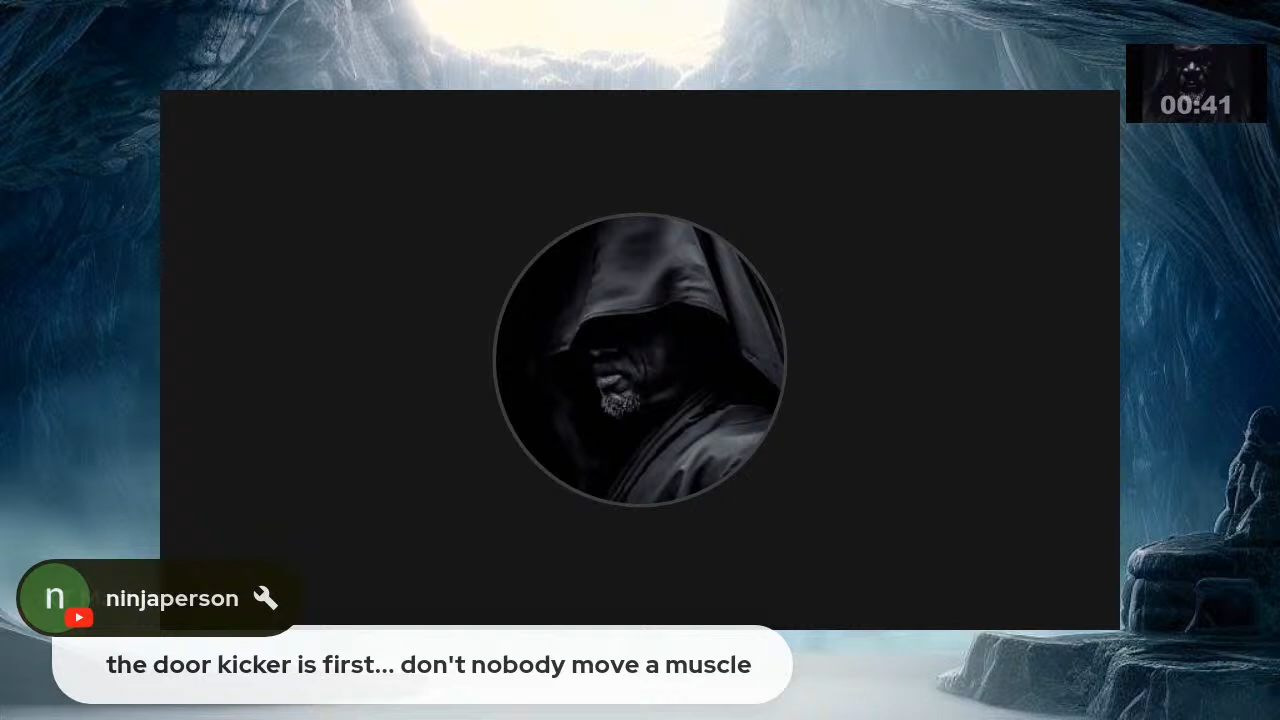 00:41
n
ninjaperson
the door kicker is first... don't nobody move a muscle